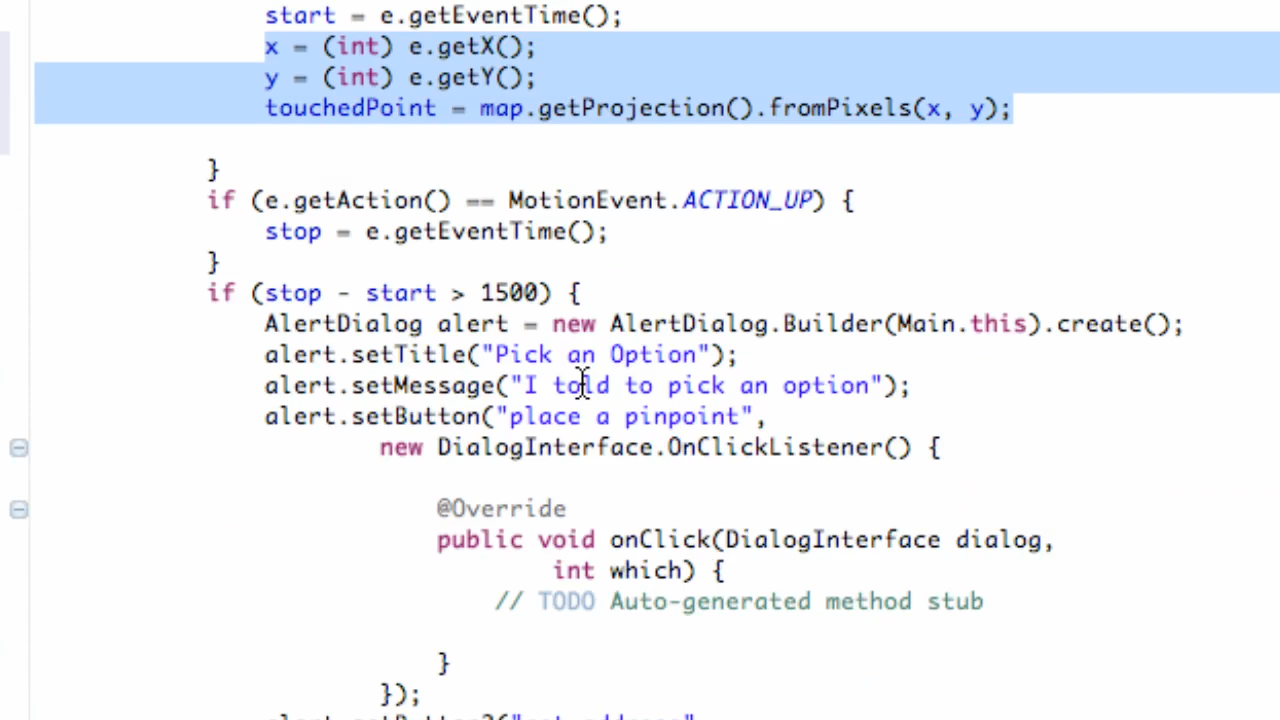 start = e.getEventTime();
x = (int) e.getX();
y = (int) e.getY();
touchedPoint = map.getProjection().fromPixels(x, y);
}
if (e.getAction() == MotionEvent.ACTION_UP) {
stop = e.getEventTime();
}
if (stop - start > 1500) {
AlertDialog alert = new AlertDialog.Builder(Main.this).create();
alert.setTitle("Pick an Option");
alert.setMessage("I told to pick an option");
alert.setButton("place a pinpoint",
new DialogInterface.OnClickListener() {
@Override
public void onClick(DialogInterface dialog,
int which) {
// TODO Auto-generated method stub
}
});